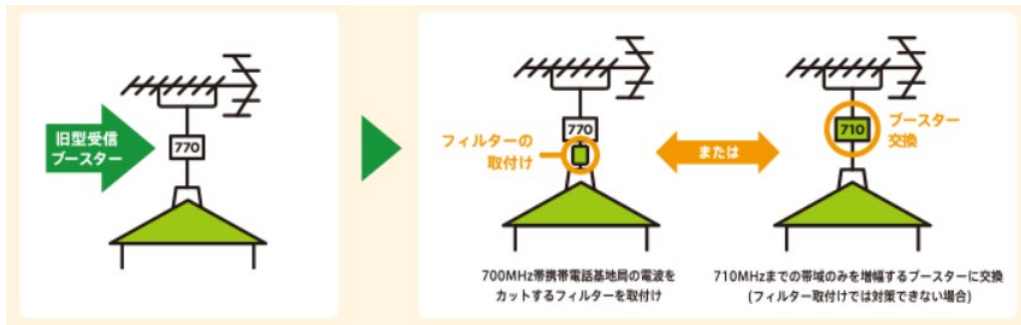 旧型受信
ブースター
770
フィルターの
取付け
770
または
710
ブースター
交換
700MHz帯携帯電話基地局の電波を
カットするフィルターを取付け
710MHzまでの帯域のみを増幅するブースターに交換
(フィルター取付けでは対策できない場合)